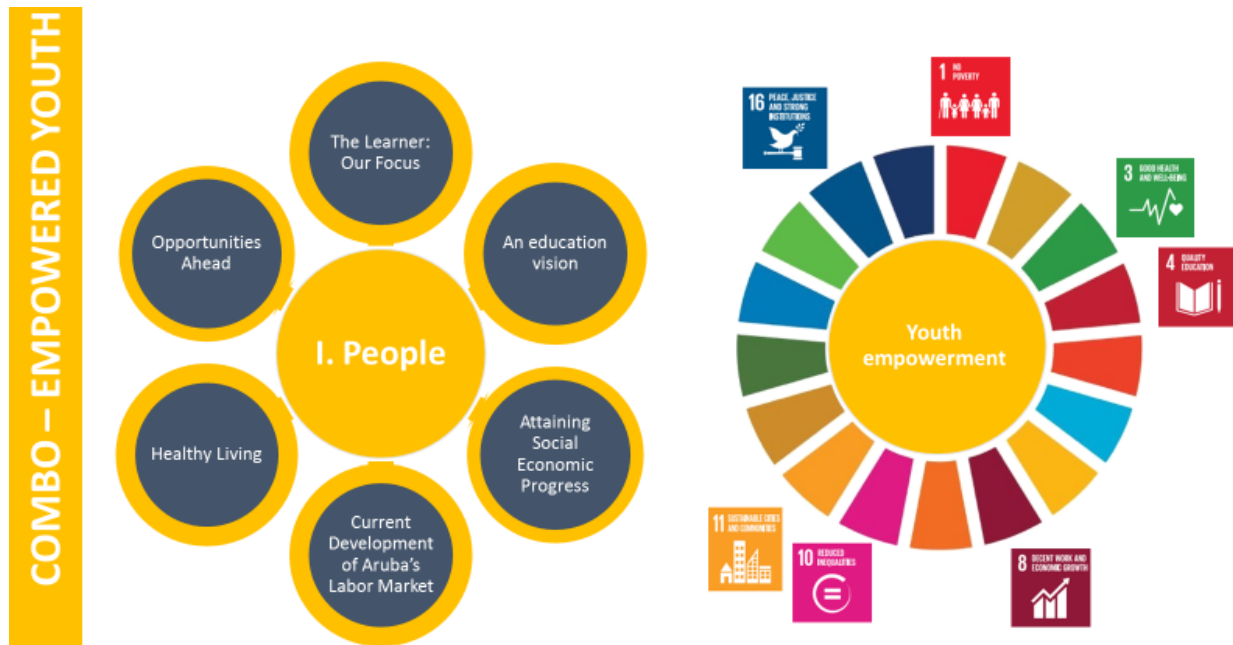 COMBO – EMPOWERED YOUTH
The Learner:
Our Focus
An education
vision
Attaining
Social
Economic
Progress
Current
Development
of Aruba's
Labor Market
Healthy Living
Opportunities
Ahead
I. People
1 NO
POVERTY
3 GOOD HEALTH
AND WELL-BEING
4 QUALITY
EDUCATION
8 DECENT WORK AND
ECONOMIC GROWTH
10 REDUCED
INEQUALITIES
11 SUSTAINABLE CITIES
AND COMMUNITIES
16 PEACE, JUSTICE
AND STRONG
INSTITUTIONS
Youth
empowerment